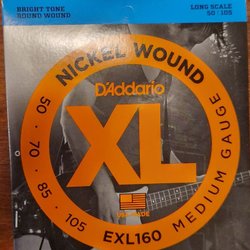 BRIGHT TONE
ROUND WOUND
LONG SCALE
50 / 105
NICKEL WOUND
D'Addario
XL
50 · 70 · 85 · 105
MEDIUM GAUGE
EXL160